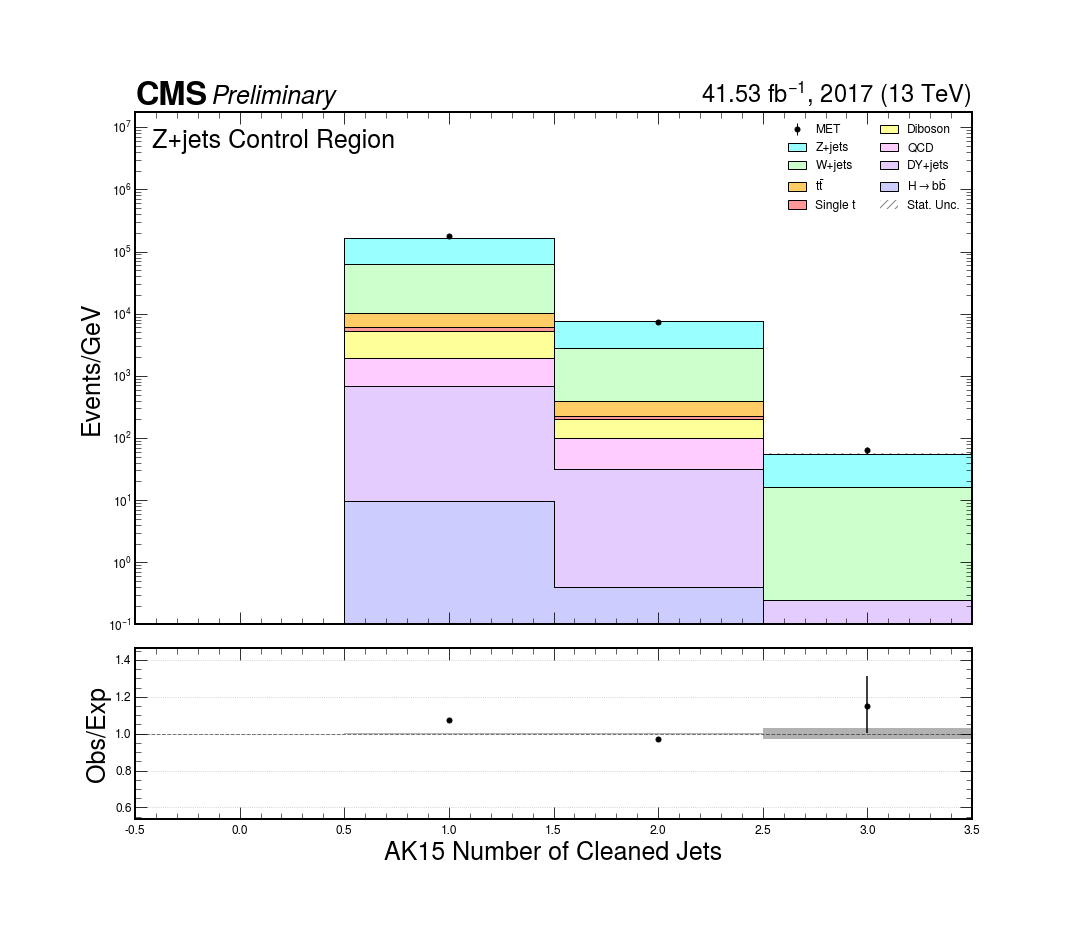 CMS Preliminary
41.53 fb⁻¹, 2017 (13 TeV)
Z+jets Control Region
MET
Z+jets
W+jets
tt̄
Single t
Diboson
QCD
DY+jets
H→bb̄
Stat. Unc.
Events/GeV
10⁷
10⁶
10⁵
10⁴
10³
10²
10¹
10⁰
10⁻¹
Obs/Exp
1.4
1.2
1.0
0.8
0.6
-0.5 0.0 0.5 1.0 1.5 2.0 2.5 3.0 3.5
AK15 Number of Cleaned Jets